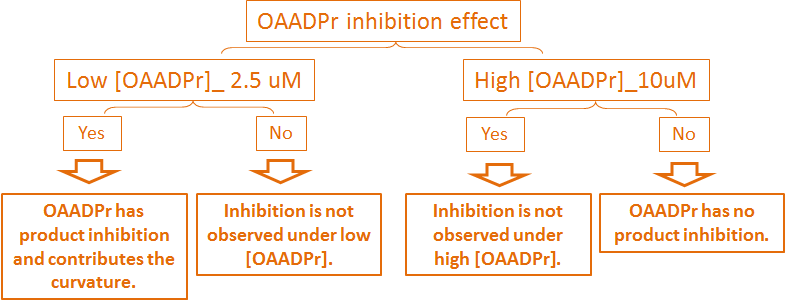 OAADPr inhibition effect
Low [OAADPr]_ 2.5 uM
High [OAADPr]_10uM
Yes
No
Yes
No
OAADPr has
product inhibition
and contributes the
curvature.
Inhibition is not
observed under low
[OAADPr].
Inhibition is not
observed under
high [OAADPr].
OAADPr has no
product inhibition.